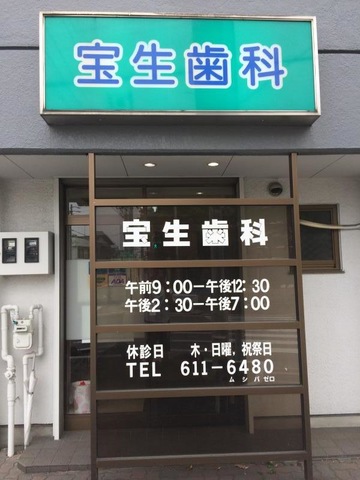 宝生歯科
宝生歯科
午前9:00ー午後12:30
午後2:30ー午後7:00
休診日 木・日曜,祝祭日
TEL 611-6480
ムシバゼロ